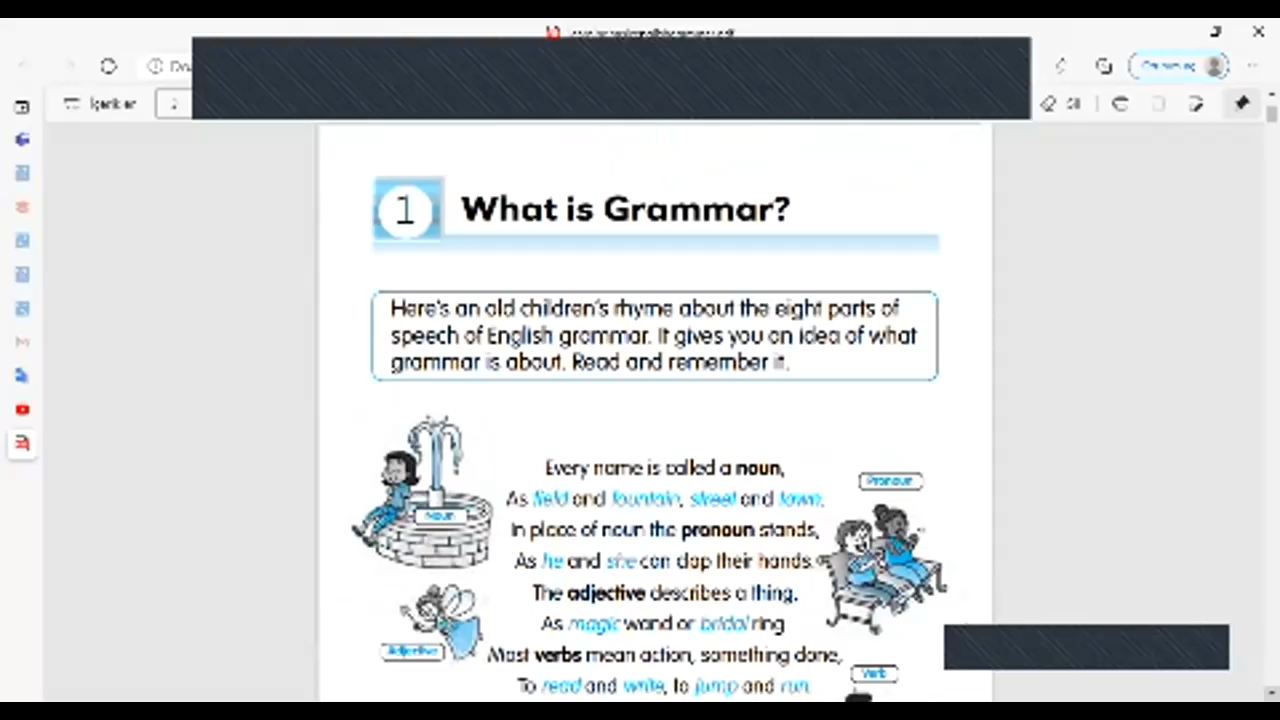 İçerikler
1 What is Grammar?
Here's an old children's rhyme about the eight parts of
speech of English grammar. It gives you an idea of what
grammar is about. Read and remember it.
Every name is called a noun,
As field and fountain, street and town.
Noun
Pronoun
In place of noun the pronoun stands,
As he and she can clap their hands.
The adjective describes a thing,
As magic wand or bridal ring.
Adjective
Most verbs mean action, something done,
Verb
To read and write, to jump and run.